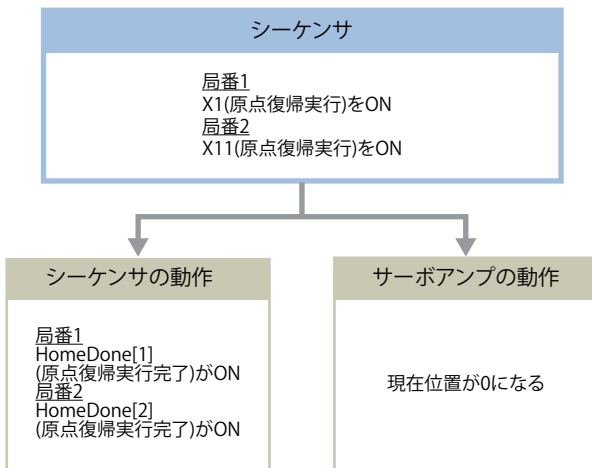 シーケンサ
局番1
X1(原点復帰実行)をON
局番2
X11(原点復帰実行)をON
シーケンサの動作
局番1
HomeDone[1]
(原点復帰実行完了)がON
局番2
HomeDone[2]
(原点復帰実行完了)がON
サーボアンプの動作
現在位置が0になる